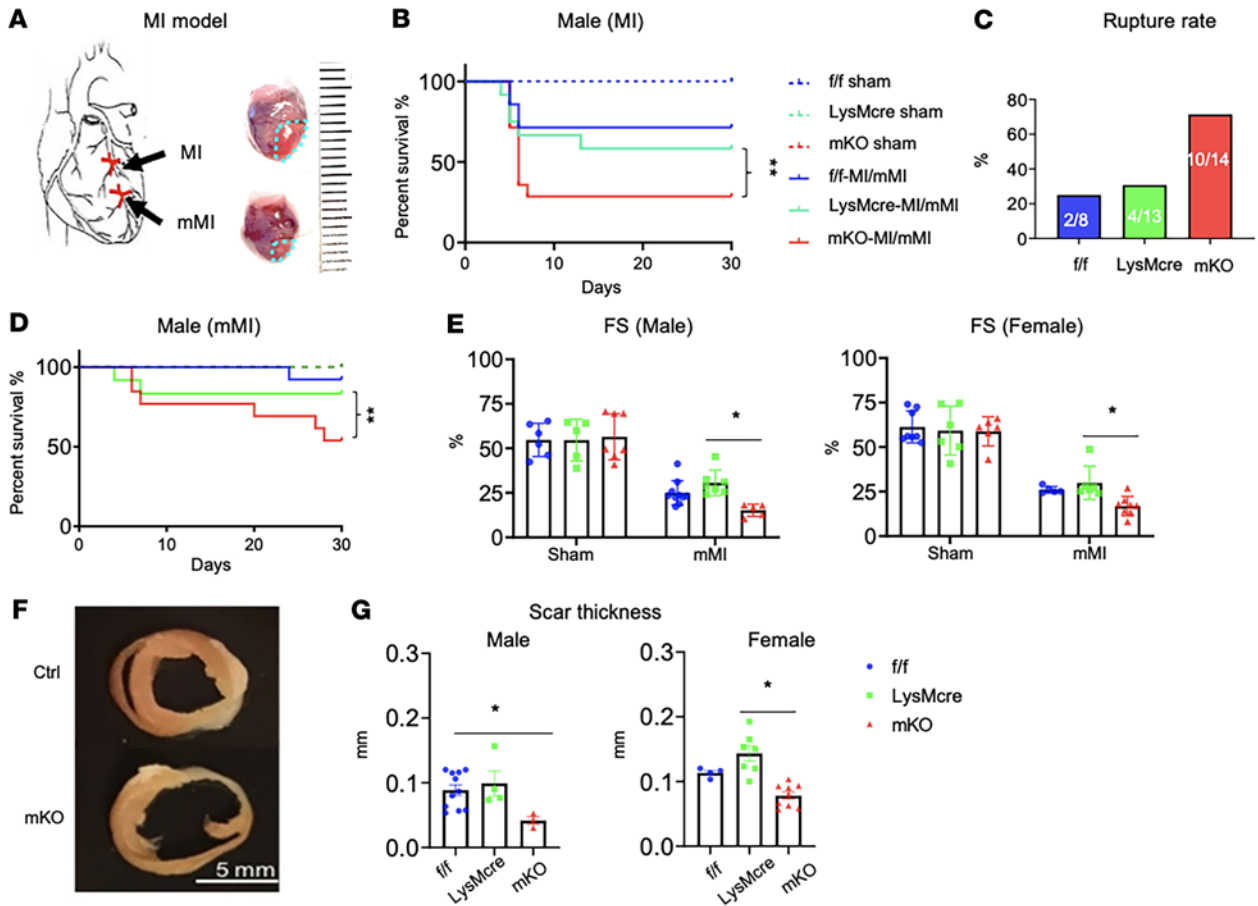 A
MI model
MI
mMI
B
Male (MI)
Percent survival %
100
50
0
0
10
20
30
Days
**
f/f sham
LysMcre sham
mKO sham
f/f-MI/mMI
LysMcre-MI/mMI
mKO-MI/mMI
C
Rupture rate
%
80
60
40
20
0
2/8
4/13
10/14
f/f
LysMcre
mKO
D
Male (mMI)
Percent survival %
100
50
0
0
10
20
30
Days
**
E
FS (Male)
%
100
75
50
25
0
*
Sham
mMI
FS (Female)
%
100
75
50
25
0
*
Sham
mMI
F
Ctrl
mKO
5 mm
G
Scar thickness
Male
mm
0.3
0.2
0.1
0.0
*
f/f
LysMcre
mKO
Female
mm
0.3
0.2
0.1
0.0
*
f/f
LysMcre
mKO
f/f
LysMcre
mKO